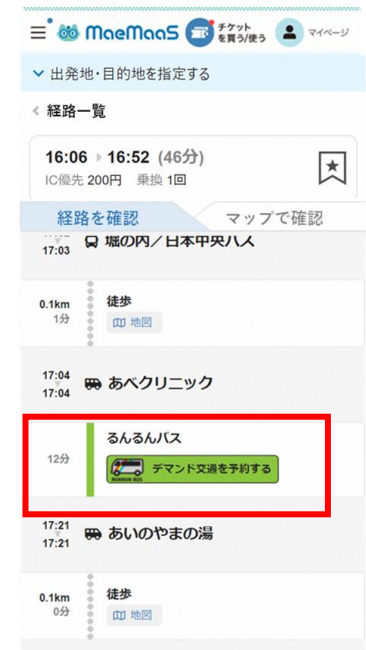 MaeMaaS チケット
を買う/使う マイページ
出発地・目的地を指定する
経路一覧
16:06 16:52 (46分)
IC優先 200円 乗換 1回
経路を確認 マップで確認
17:03 堀の内/日本中央バス
0.1km 徒歩
1分 地図
17:04
17:04 あべクリニック
るんるんバス
12分 デマンド交通を予約する
17:21
17:21 あいのやまの湯
0.1km 徒歩
0分 地図